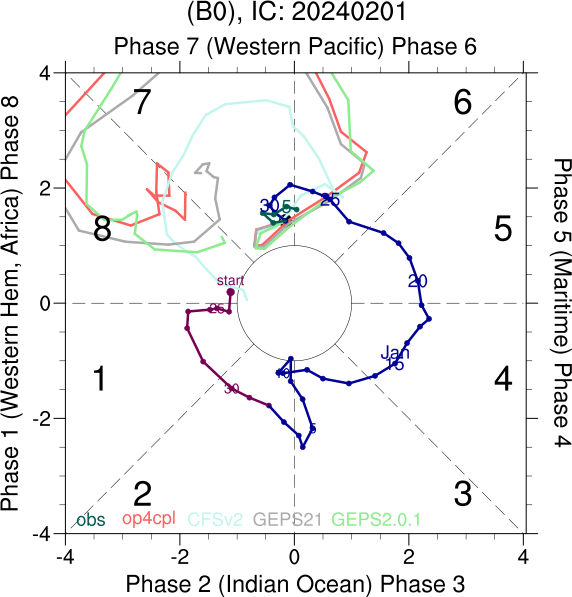 (B0), IC: 20240201
Phase 7 (Western Pacific) Phase 6
Phase 1 (Western Hem, Africa) Phase 8
Phase 5 (Maritime) Phase 4
4
2
0
-2
-4
7
6
8
5
1
4
2
3
30
5
25
20
start
25
Jan
15
10
30
5
obs
op4cpl
CFSv2
GEPS21
GEPS2.0.1
-4
-2
0
2
4
Phase 2 (Indian Ocean) Phase 3